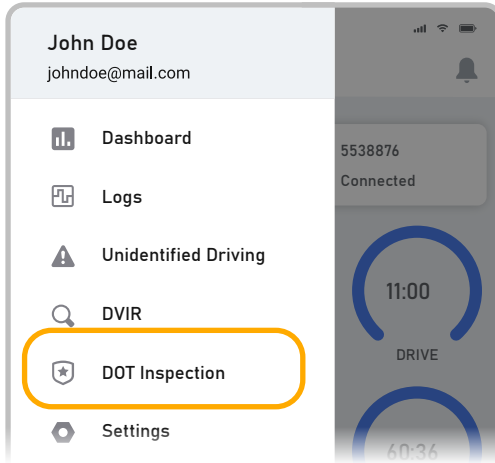 John Doe
johndoe@mail.com
Dashboard
Logs
Unidentified Driving
DVIR
DOT Inspection
Settings
5538876
Connected
11:00
DRIVE
60:36